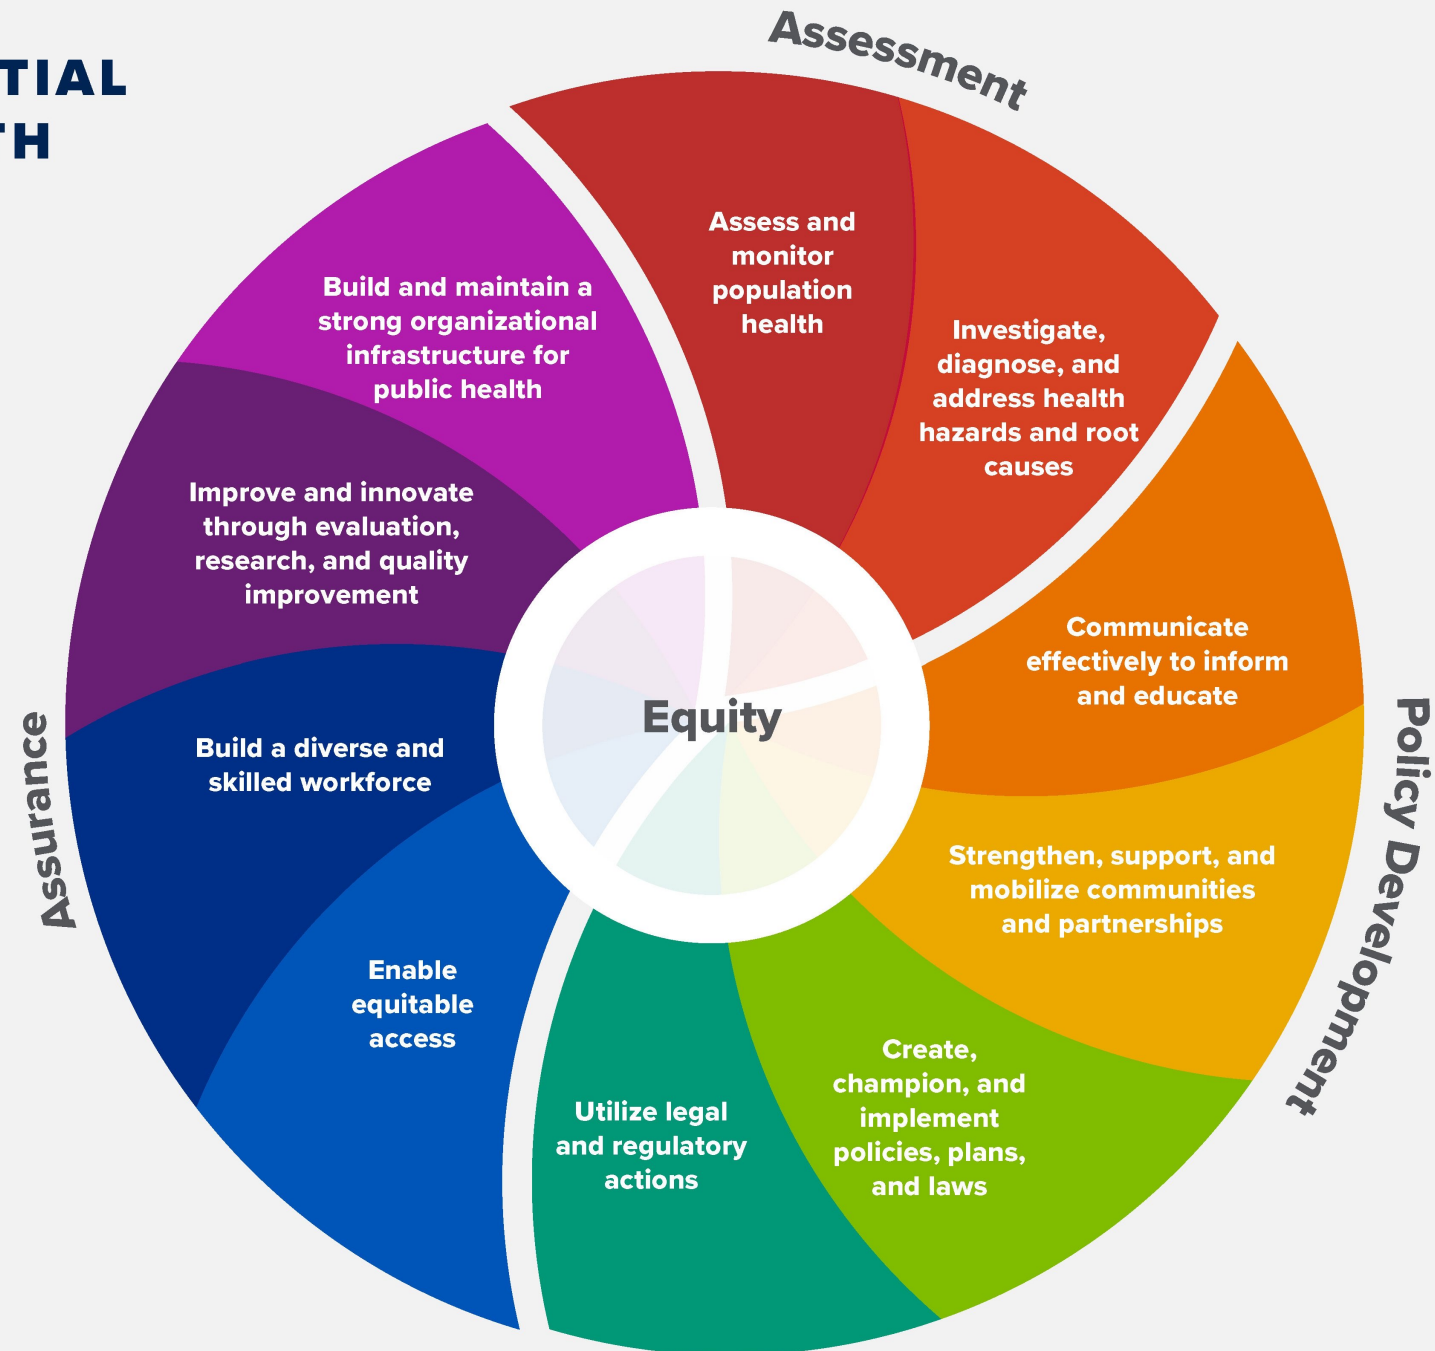 TIAL
TH
Assessment
Assess and
monitor
population
health
Investigate,
diagnose, and
address health
hazards and root
causes
Communicate
effectively to inform
and educate
Policy Development
Strengthen, support, and
mobilize communities
and partnerships
Create,
champion, and
implement
policies, plans,
and laws
Utilize legal
and regulatory
actions
Enable
equitable
access
Assurance
Build a diverse and
skilled workforce
Improve and innovate
through evaluation,
research, and quality
improvement
Build and maintain a
strong organizational
infrastructure for
public health
Equity